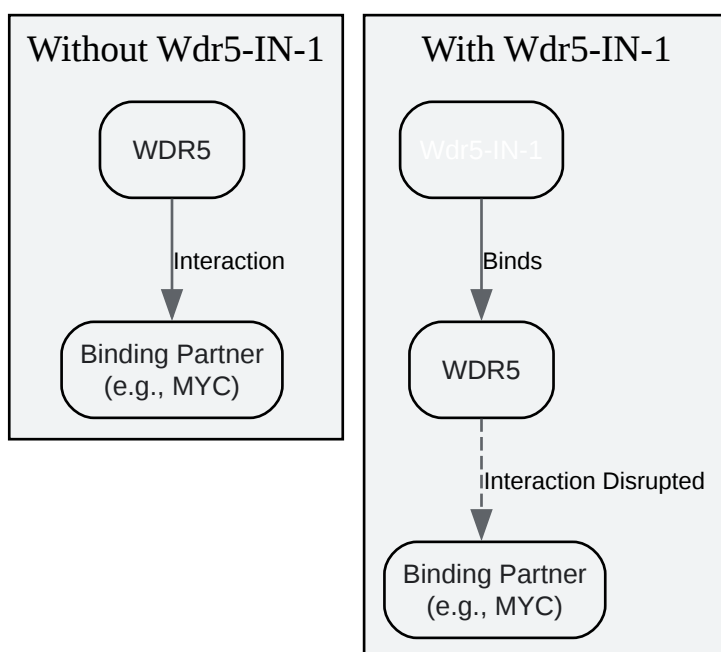 Without Wdr5-IN-1
WDR5
Interaction
Binding Partner
(e.g., MYC)
With Wdr5-IN-1
Wdr5-IN-1
Binds
WDR5
Interaction Disrupted
Binding Partner
(e.g., MYC)